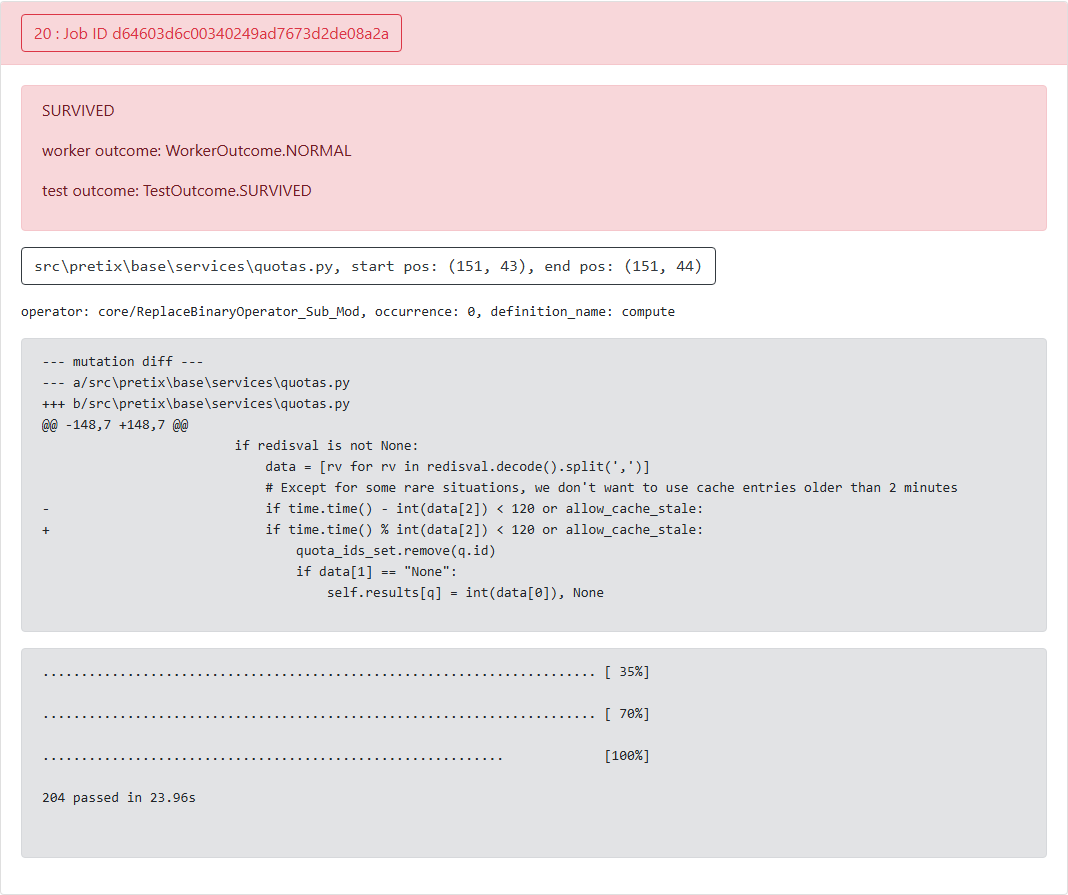 20 : Job ID d64603d6c00340249ad7673d2de08a2a
SURVIVED
worker outcome: WorkerOutcome.NORMAL
test outcome: TestOutcome.SURVIVED
src\pretix\base\services\quotas.py, start pos: (151, 43), end pos: (151, 44)
operator: core/ReplaceBinaryOperator_Sub_Mod, occurrence: 0, definition_name: compute
--- mutation diff ---
--- a/src\pretix\base\services\quotas.py
+++ b/src\pretix\base\services\quotas.py
@@ -148,7 +148,7 @@
                         if redisval is not None:
                             data = [rv for rv in redisval.decode().split(',')]
                             # Except for some rare situations, we don't want to use cache entries older than 2 minutes
-                            if time.time() - int(data[2]) < 120 or allow_cache_stale:
+                            if time.time() % int(data[2]) < 120 or allow_cache_stale:
                                 quota_ids_set.remove(q.id)
                                 if data[1] == "None":
                                     self.results[q] = int(data[0]), None
........................................................................ [ 35%]
........................................................................ [ 70%]
............................................................             [100%]
204 passed in 23.96s